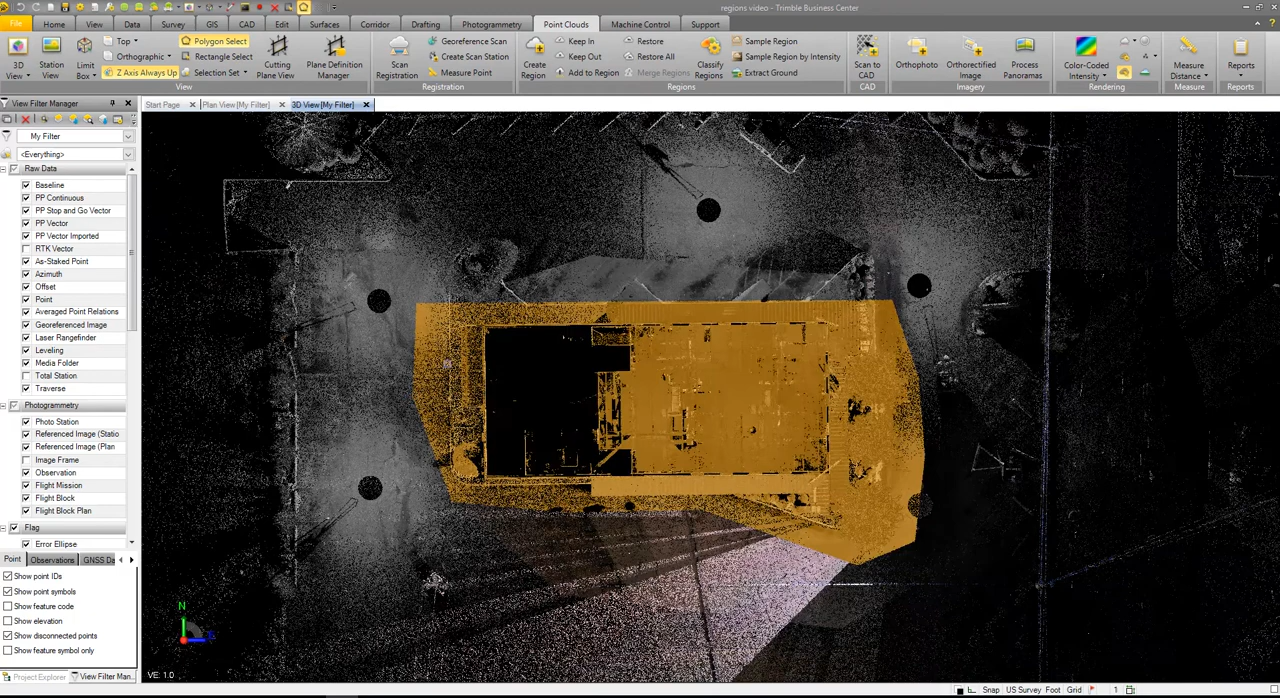 regions video - Trimble Business Center
File Home View Data Survey GIS CAD Edit Surfaces Corridor Drafting Photogrammetry Point Clouds Machine Control Support
3D View
Station View
Limit Box
Top
Orthographic
Z Axis Always Up
Polygon Select
Rectangle Select
Selection Set
Cutting Plane View
Plane Definition Manager
View
Scan Registration
Georeference Scan
Create Scan Station
Measure Point
Registration
Create Region
Keep In
Keep Out
Add to Region
Restore
Restore All
Merge Regions
Classify Regions
Sample Region
Sample Region by Intensity
Extract Ground
Regions
Scan to CAD
CAD
Orthophoto
Orthorectified Image
Process Panoramas
Imagery
Color-Coded Intensity
Rendering
Measure Distance
Measure
Reports
Reports
View Filter Manager
Start Page
Plan View [My Filter]
3D View [My Filter]
My Filter
<Everything>
Raw Data
Baseline
PP Continuous
PP Stop and Go Vector
PP Vector
PP Vector Imported
RTK Vector
As-Staked Point
Azimuth
Offset
Point
Averaged Point Relations
Georeferenced Image
Laser Rangefinder
Leveling
Media Folder
Total Station
Traverse
Photogrammetry
Photo Station
Referenced Image (Statio
Referenced Image (Plan
Image Frame
Observation
Flight Mission
Flight Block
Flight Block Plan
Flag
Error Ellipse
Point Observations GNSS Da
Show point IDs
Show point symbols
Show feature code
Show elevation
Show disconnected points
Show feature symbol only
N
VE: 1.0
Project Explorer View Filter Man...
Snap US Survey Foot Grid 1